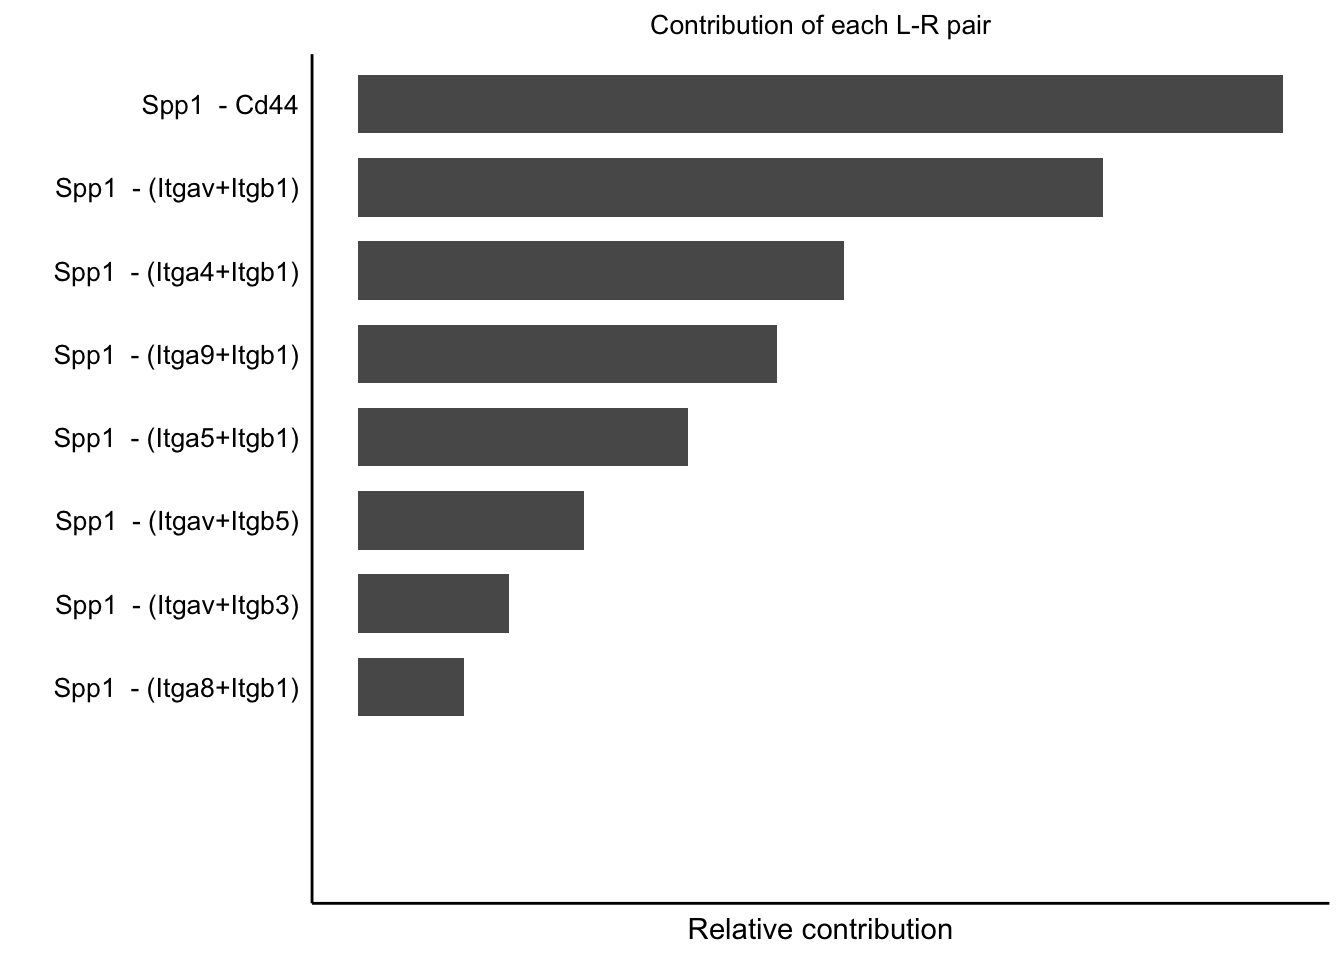 Contribution of each L-R pair
Spp1  - Cd44
Spp1  - (Itgav+Itgb1)
Spp1  - (Itga4+Itgb1)
Spp1  - (Itga9+Itgb1)
Spp1  - (Itga5+Itgb1)
Spp1  - (Itgav+Itgb5)
Spp1  - (Itgav+Itgb3)
Spp1  - (Itga8+Itgb1)
Relative contribution